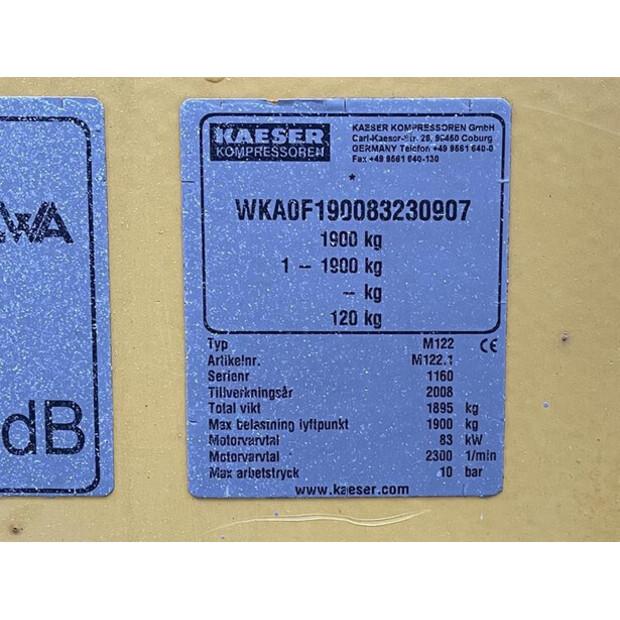 WA
dB
KAESER
KOMPRESSOREN
KAESER KOMPRESSOREN GmbH
Carl-Kaeser-Str. 26, 96450 Coburg
GERMANY Telefon +49 9561 640-0
Fax +49 9561 640-130
*
WKA0F190083230907
1900 kg
1 – 1900 kg
– kg
120 kg
Typ M122 CE
Artikelnr. M122.1
Serienr 1160
Tillverkningsår 2008
Total vikt 1895 kg
Max belastning lyftpunkt 1900 kg
Motorvarvtal 83 kW
Motorvarvtal 2300 1/min
Max arbetstryck 10 bar
www.kaeser.com